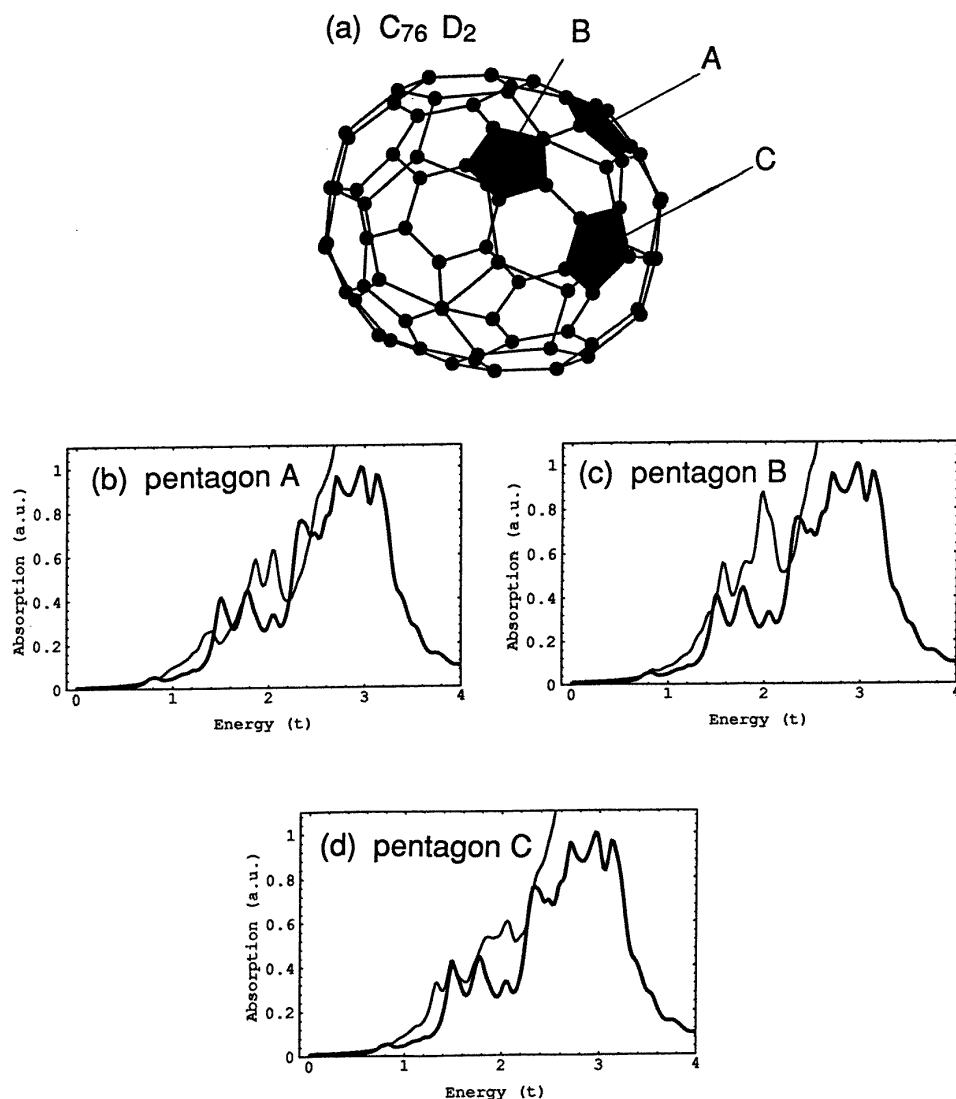 (a) C76 D2
B
A
C
(b) pentagon A
Absorption (a.u.)
1
0.8
0.6
0.4
0.2
0
0 1 2 3 4
Energy (t)
(c) pentagon B
Absorption (a.u.)
1
0.8
0.6
0.4
0.2
0
0 1 2 3 4
Energy (t)
(d) pentagon C
Absorption (a.u.)
1
0.8
0.6
0.4
0.2
0
0 1 2 3 4
Energy (t)